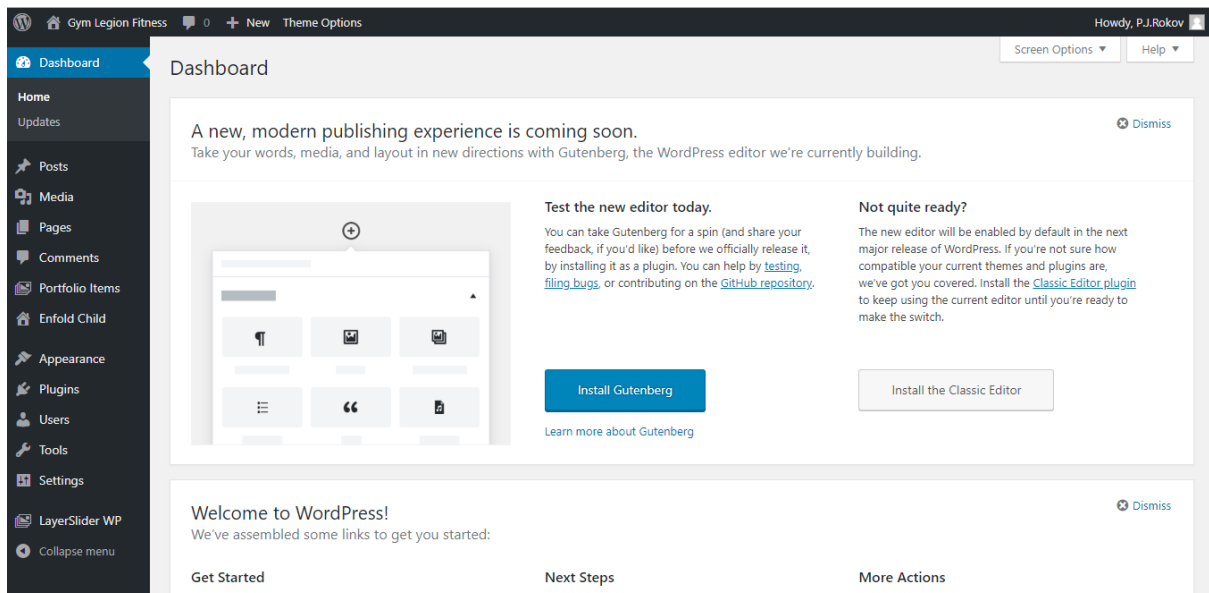 Gym Legion Fitness 0 New Theme Options Howdy, P.J.Rokov
Screen Options ▼ Help ▼
Dashboard
Home
Updates
Posts
Media
Pages
Comments
Portfolio Items
Enfold Child
Appearance
Plugins
Users
Tools
Settings
LayerSlider WP
Collapse menu
Dashboard
A new, modern publishing experience is coming soon.
Dismiss
Take your words, media, and layout in new directions with Gutenberg, the WordPress editor we're currently building.
Test the new editor today.
You can take Gutenberg for a spin (and share your
feedback, if you'd like) before we officially release it,
by installing it as a plugin. You can help by testing,
filing bugs, or contributing on the GitHub repository.
Install Gutenberg
Learn more about Gutenberg
Not quite ready?
The new editor will be enabled by default in the next
major release of WordPress. If you're not sure how
compatible your current themes and plugins are,
we've got you covered. Install the Classic Editor plugin
to keep using the current editor until you're ready to
make the switch.
Install the Classic Editor
Welcome to WordPress!
Dismiss
We've assembled some links to get you started:
Get Started
Next Steps
More Actions